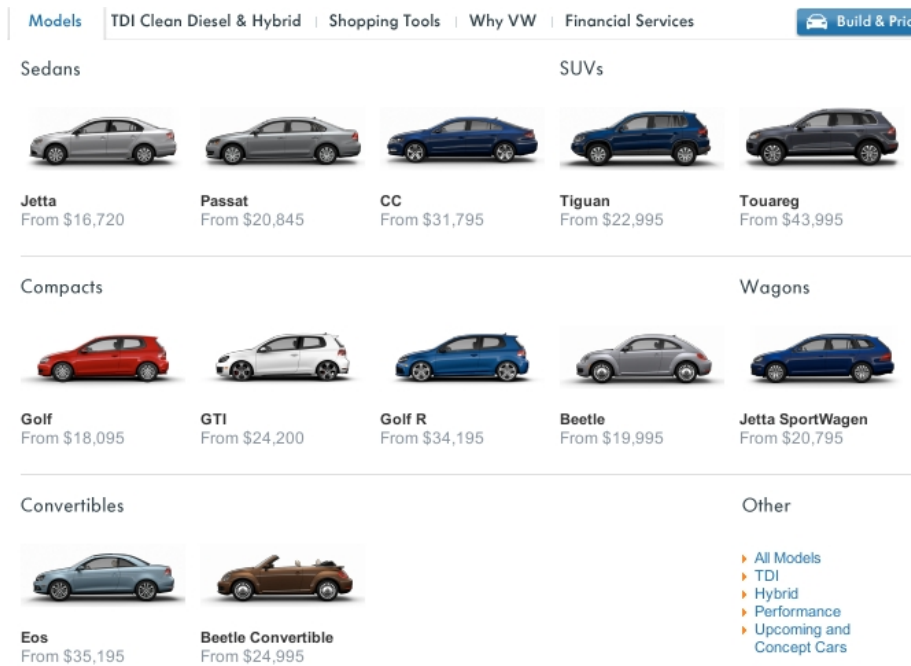 Models
TDI Clean Diesel & Hybrid
Shopping Tools
Why VW
Financial Services
Build &
Sedans
SUVs
Jetta
From $16,720
Passat
From $20,845
CC
From $31,795
Tiguan
From $22,995
Touareg
From $43,995
Compacts
Wagons
Golf
From $18,095
GTI
From $24,200
Golf R
From $34,195
Beetle
From $19,995
Jetta SportWagen
From $20,795
Convertibles
Other
Eos
From $35,195
Beetle Convertible
From $24,995
All Models
TDI
Hybrid
Performance
Upcoming and
Concept Cars